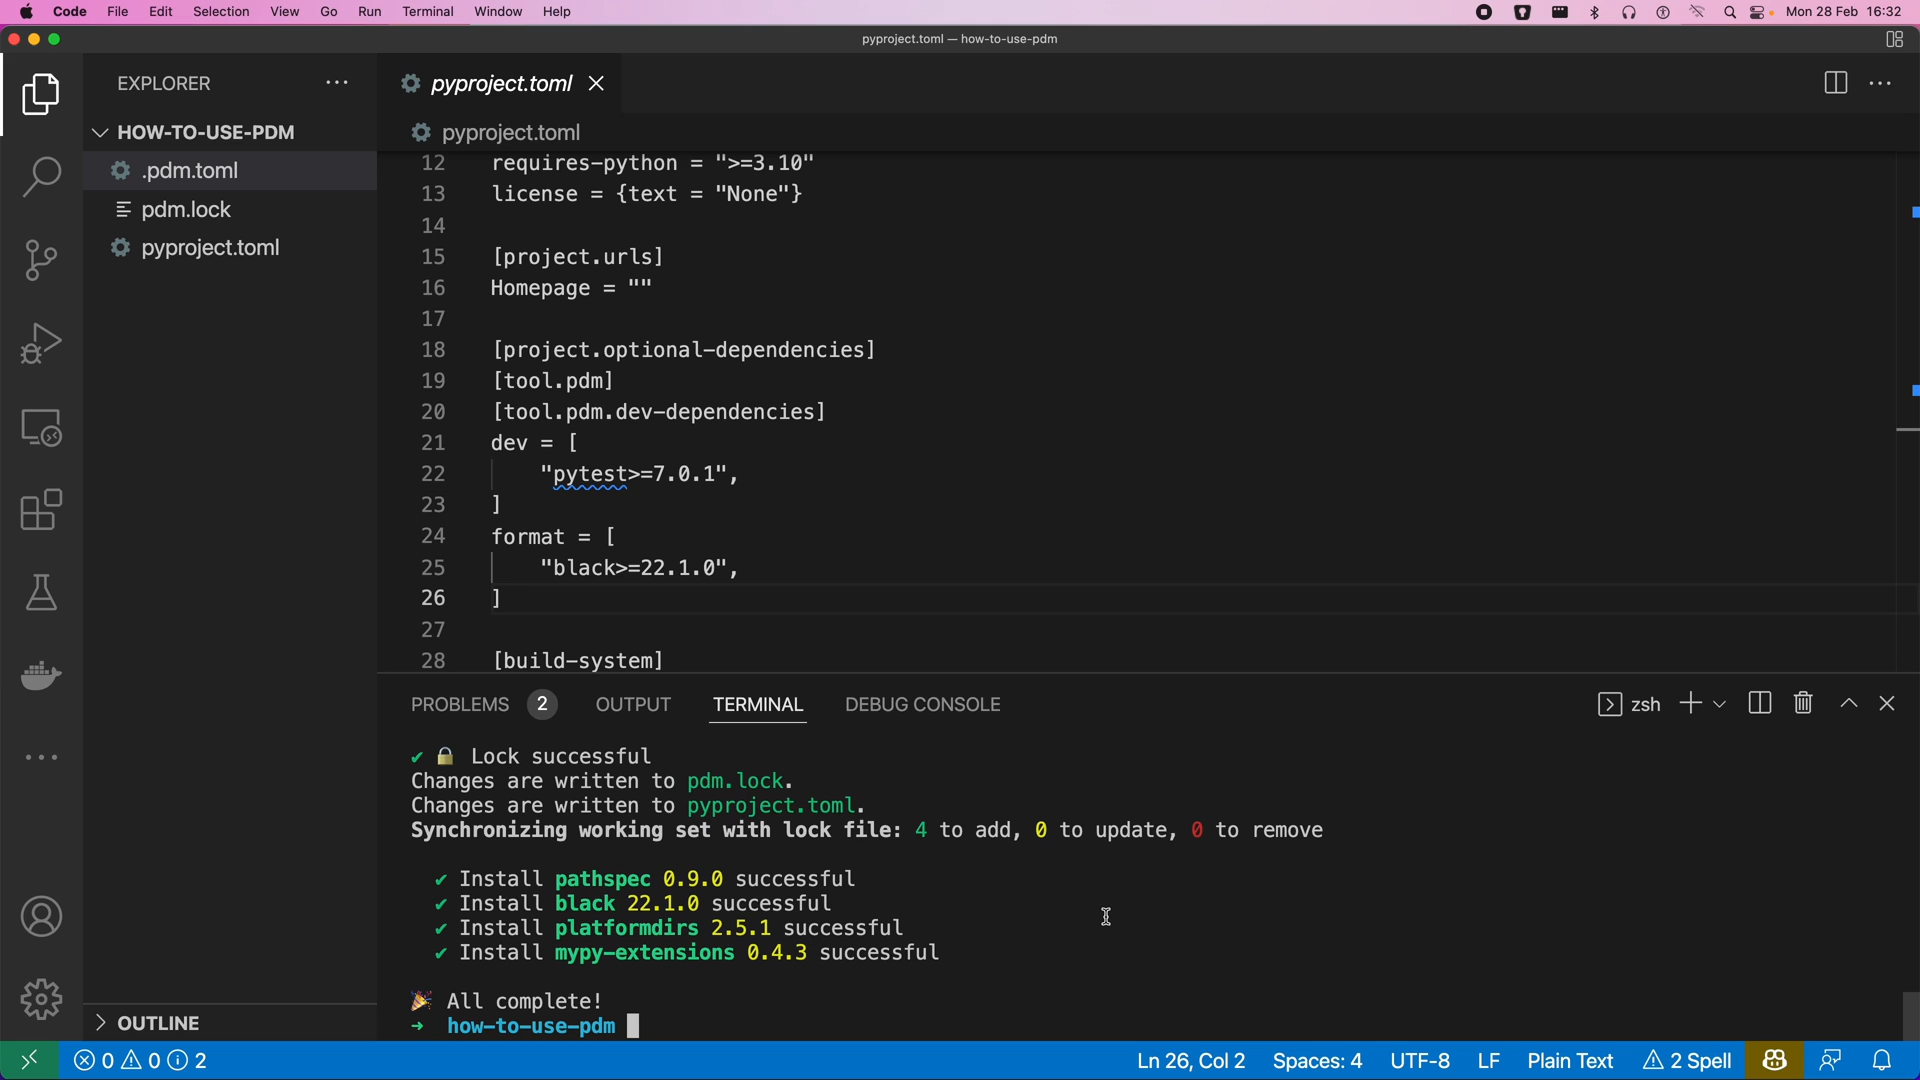 Code File Edit Selection View Go Run Terminal Window Help Mon 28 Feb 16:32
pyproject.toml — how-to-use-pdm
EXPLORER
HOW-TO-USE-PDM
.pdm.toml
pdm.lock
pyproject.toml
OUTLINE
pyproject.toml
pyproject.toml
12 requires-python = ">=3.10"
13 license = {text = "None"}
14
15 [project.urls]
16 Homepage = ""
17
18 [project.optional-dependencies]
19 [tool.pdm]
20 [tool.pdm.dev-dependencies]
21 dev = [
22 "pytest>=7.0.1",
23 ]
24 format = [
25 "black>=22.1.0",
26 ]
27
28 [build-system]
PROBLEMS 2 OUTPUT TERMINAL DEBUG CONSOLE zsh
✔ 🔒 Lock successful
Changes are written to pdm.lock.
Changes are written to pyproject.toml.
Synchronizing working set with lock file: 4 to add, 0 to update, 0 to remove
✔ Install pathspec 0.9.0 successful
✔ Install black 22.1.0 successful
✔ Install platformdirs 2.5.1 successful
✔ Install mypy-extensions 0.4.3 successful
🎉 All complete!
→ how-to-use-pdm
0 0 2 Ln 26, Col 2 Spaces: 4 UTF-8 LF Plain Text 2 Spell